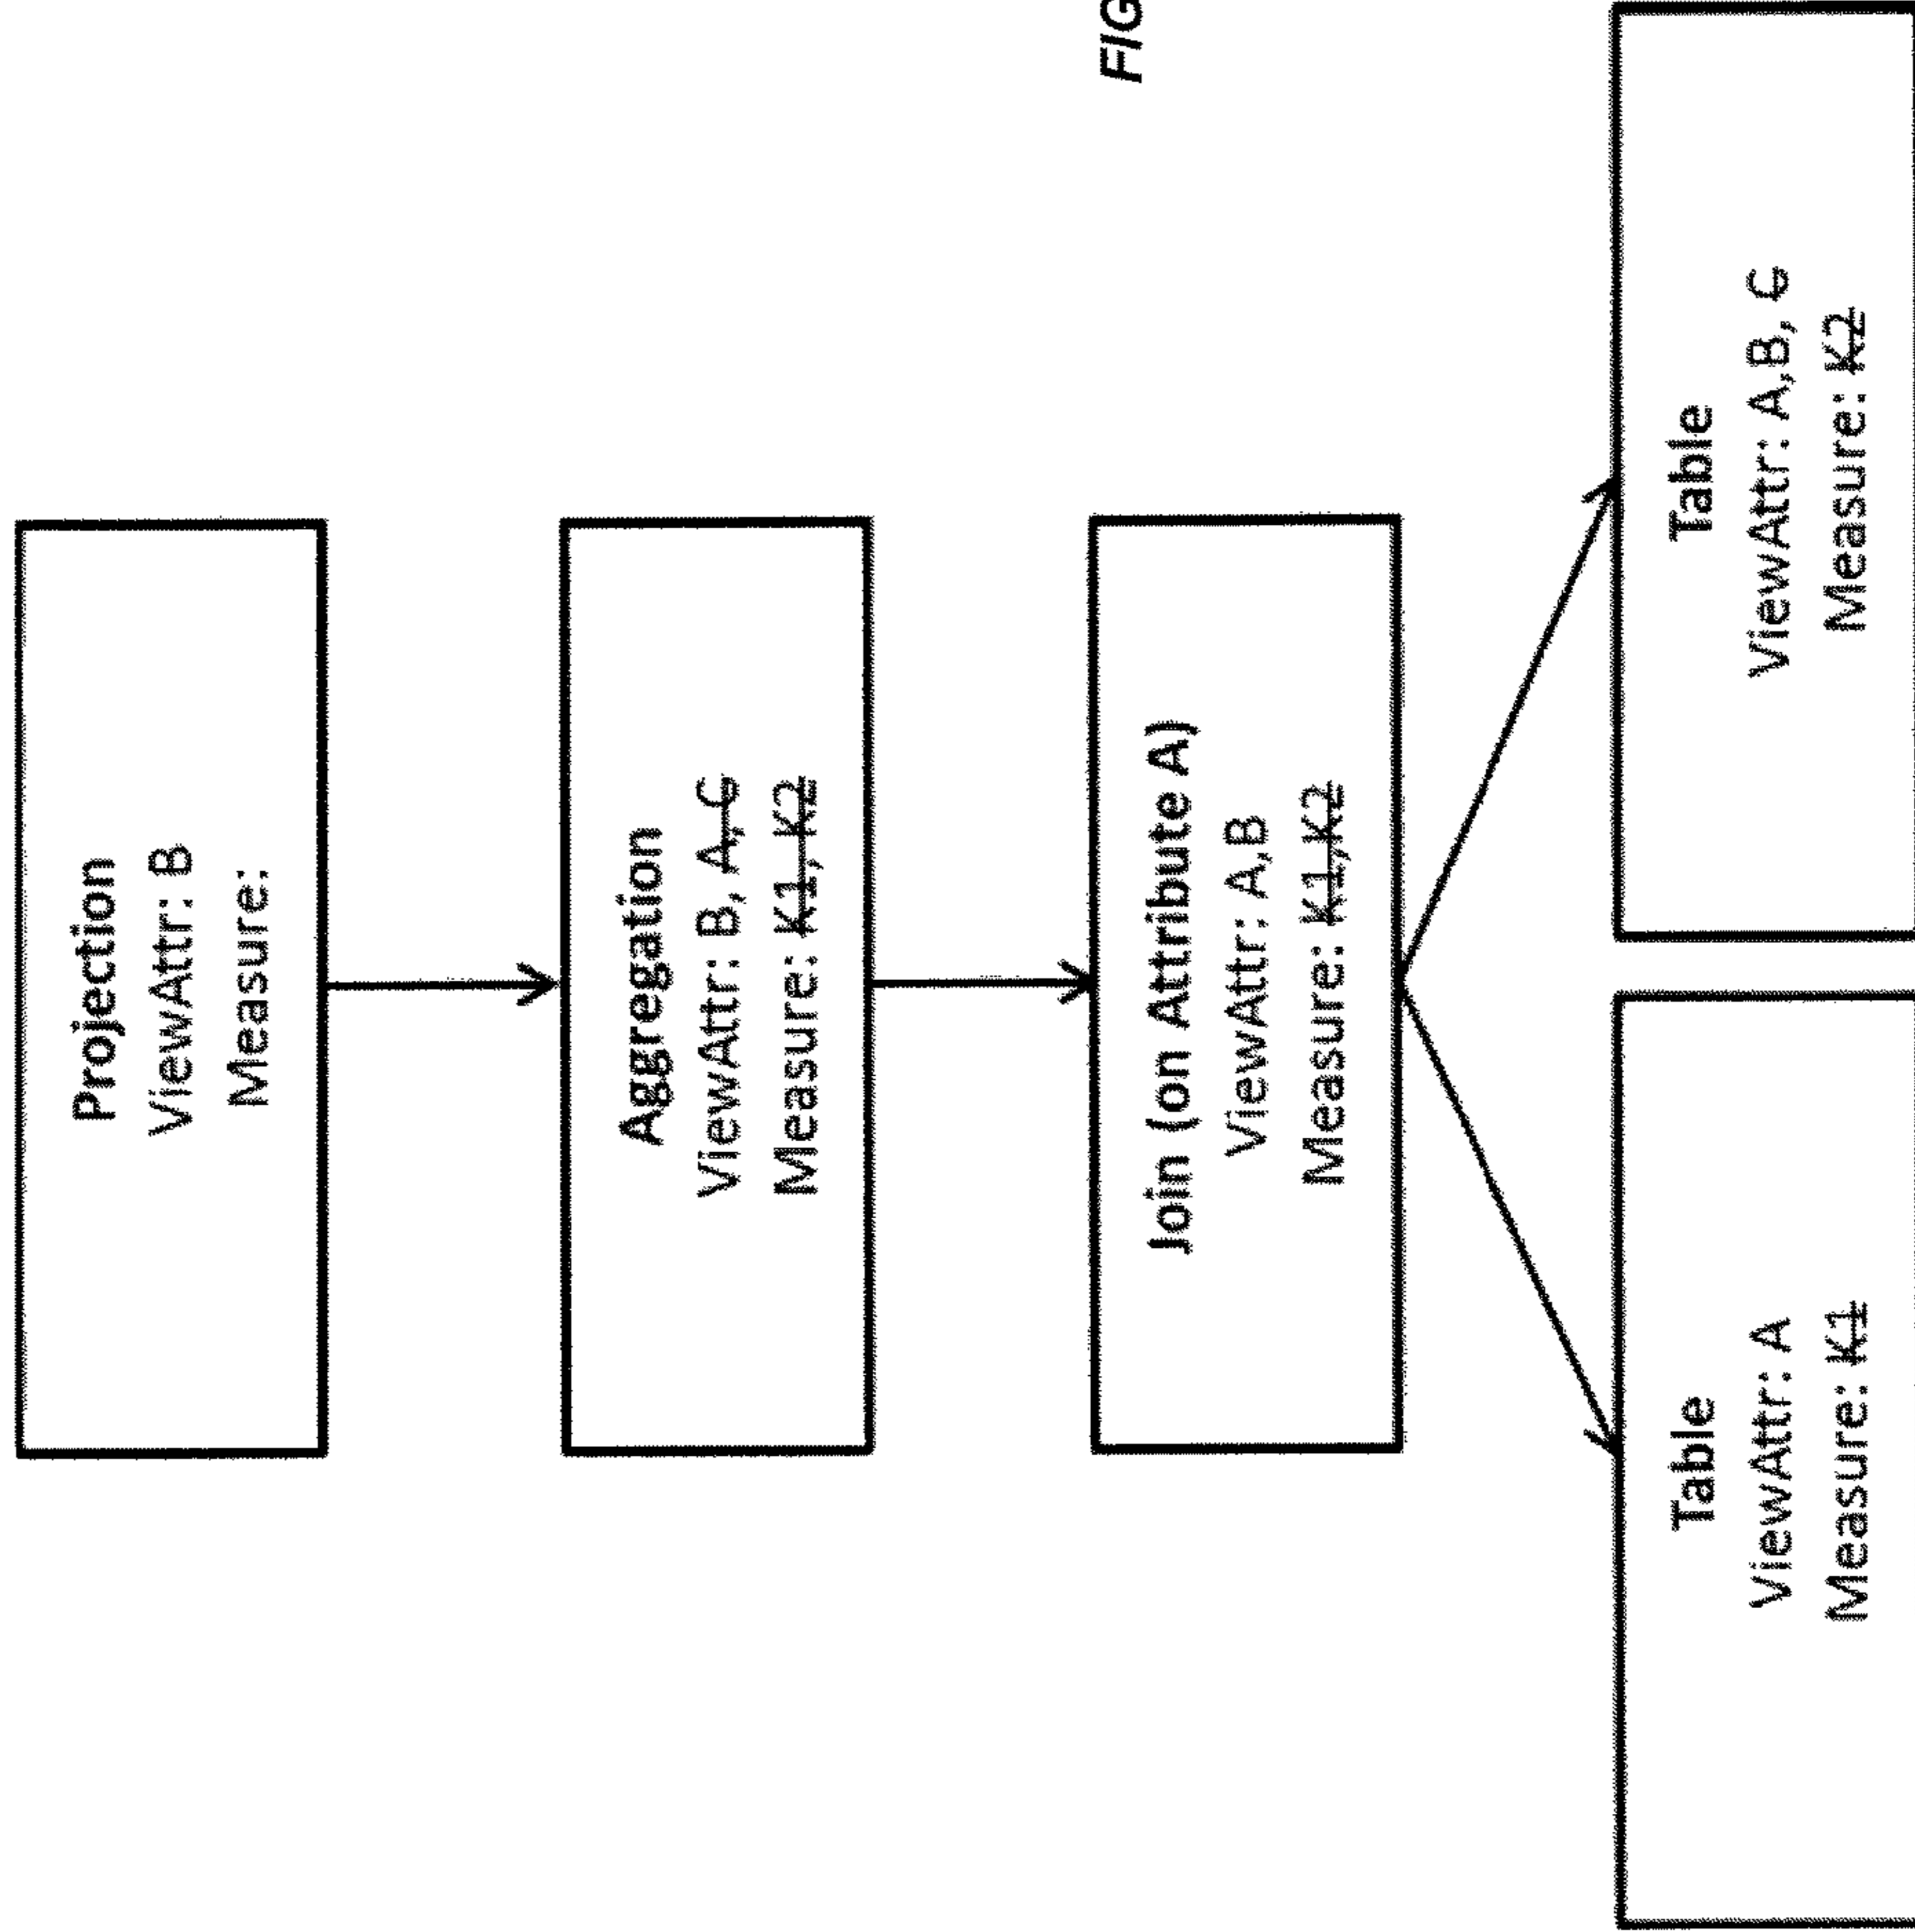 Projection
ViewAttr: B
Measure:
Aggregation
ViewAttr: B, A, C
Measure: K1, K2
Join (on Attribute A)
ViewAttr: A,B
Measure: K1,K2
Table
ViewAttr: A
Measure: K1
Table
ViewAttr: A,B, C
Measure: K2
FIG